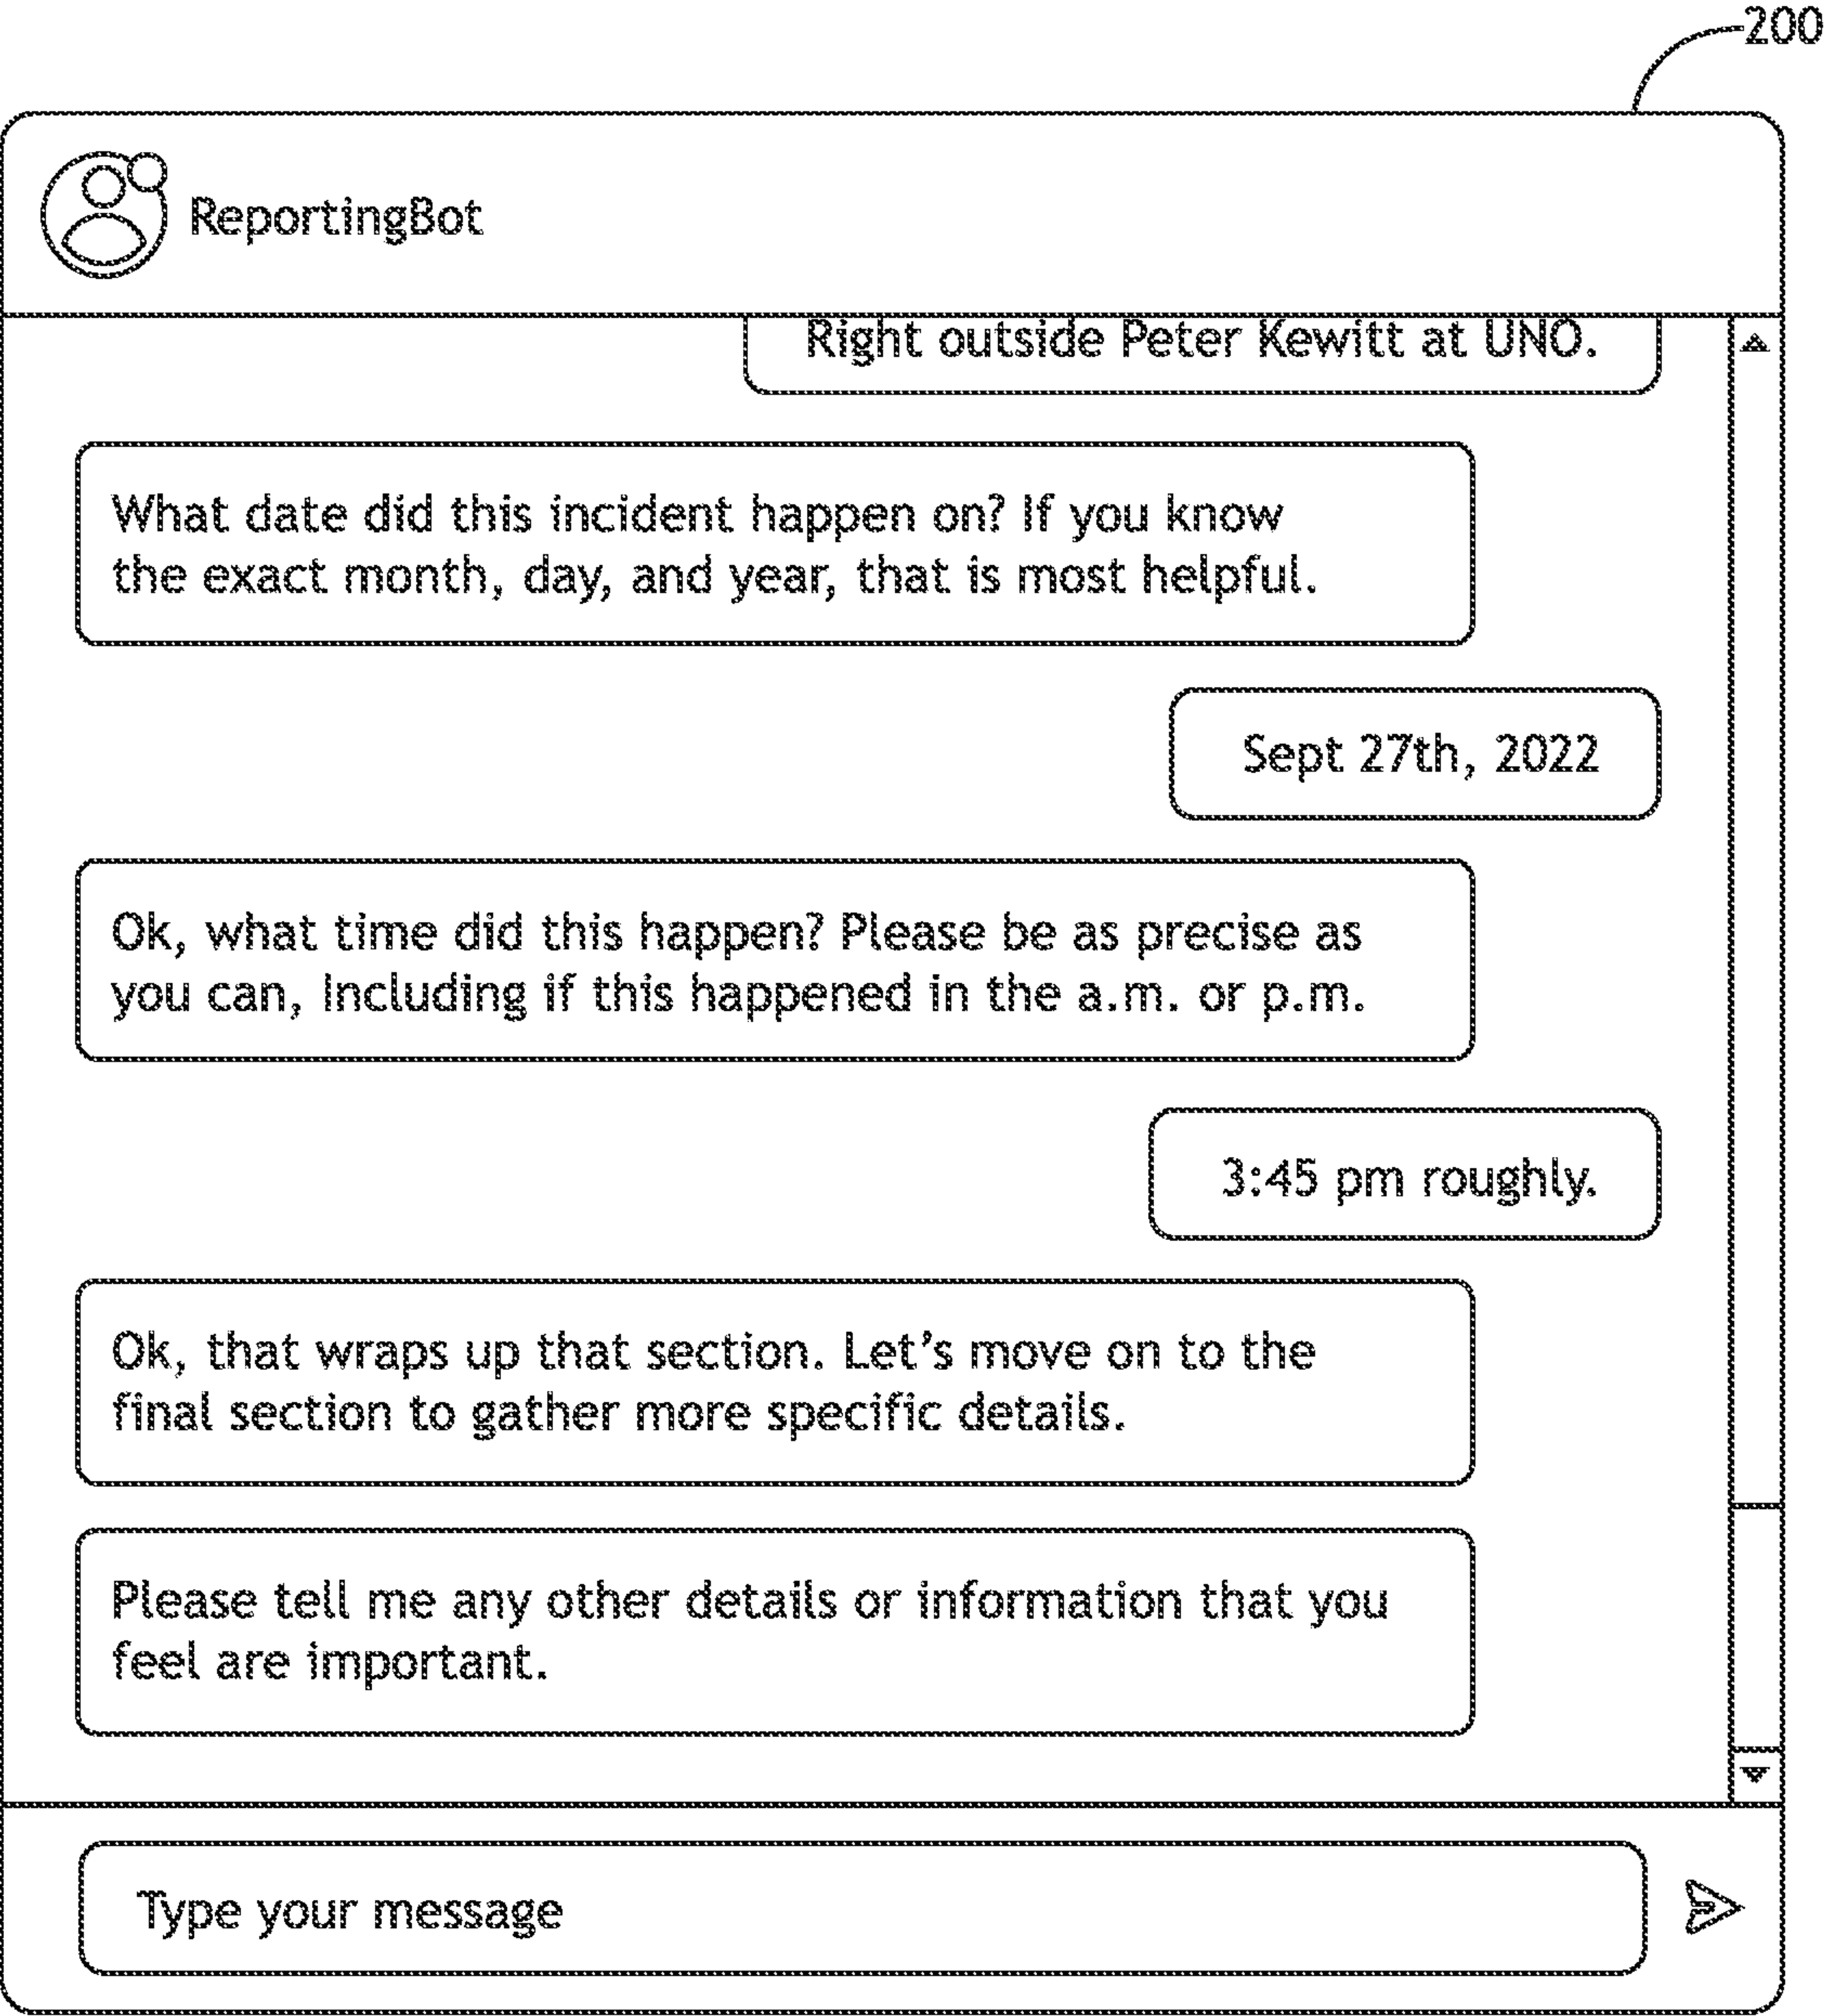 200
ReportingBot
Right outside Peter Kewitt at UNO.
What date did this incident happen on? If you know
the exact month, day, and year, that is most helpful.
Sept 27th, 2022
Ok, what time did this happen? Please be as precise as
you can, Including if this happened in the a.m. or p.m.
3:45 pm roughly.
Ok, that wraps up that section. Let’s move on to the
final section to gather more specific details.
Please tell me any other details or information that you
feel are important.
Type your message